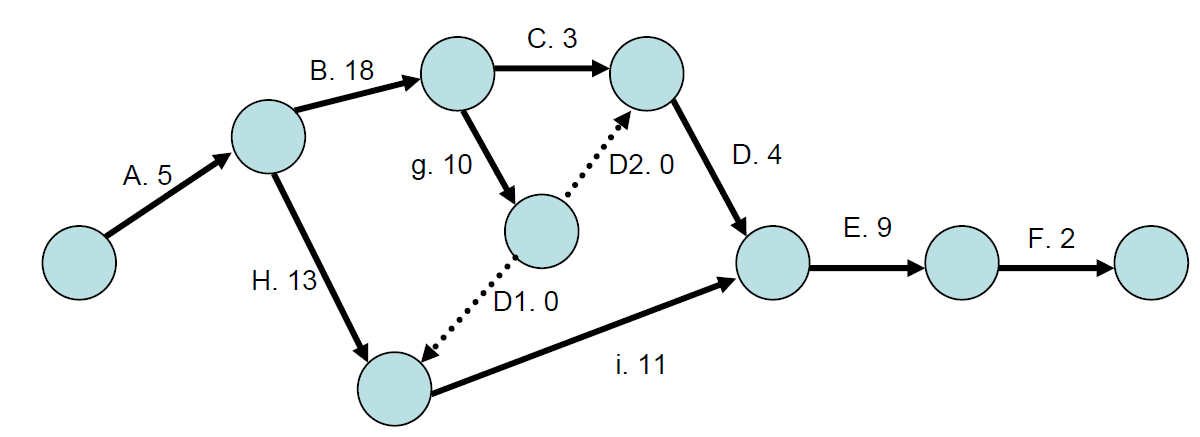 C. 3
B. 18
g. 10
D2. 0
D. 4
A. 5
E. 9
F. 2
H. 13
D1. 0
i. 11